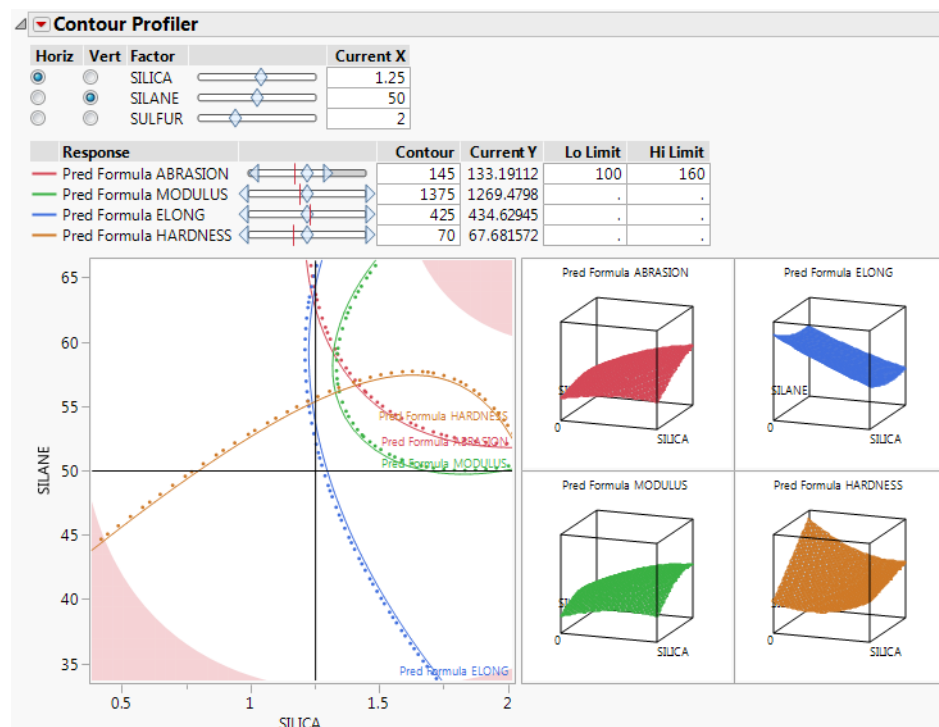 Contour Profiler
Horiz Vert Factor Current X
SILICA 1.25
SILANE 50
SULFUR 2
Response Contour Current Y Lo Limit Hi Limit
Pred Formula ABRASION 145 133.19112 100 160
Pred Formula MODULUS 1375 1269.4798 . .
Pred Formula ELONG 425 434.62945 . .
Pred Formula HARDNESS 70 67.681572 . .
65
60
55
50
45
40
35
SILANE
Pred Formula HARDNESS
Pred Formula ABRASION
Pred Formula MODULUS
Pred Formula ELONG
0.5 1 1.5 2
SILICA
Pred Formula ABRASION
0
SILICA
Pred Formula ELONG
SILANE
0
SILICA
Pred Formula MODULUS
0
SILICA
Pred Formula HARDNESS
0
SILICA